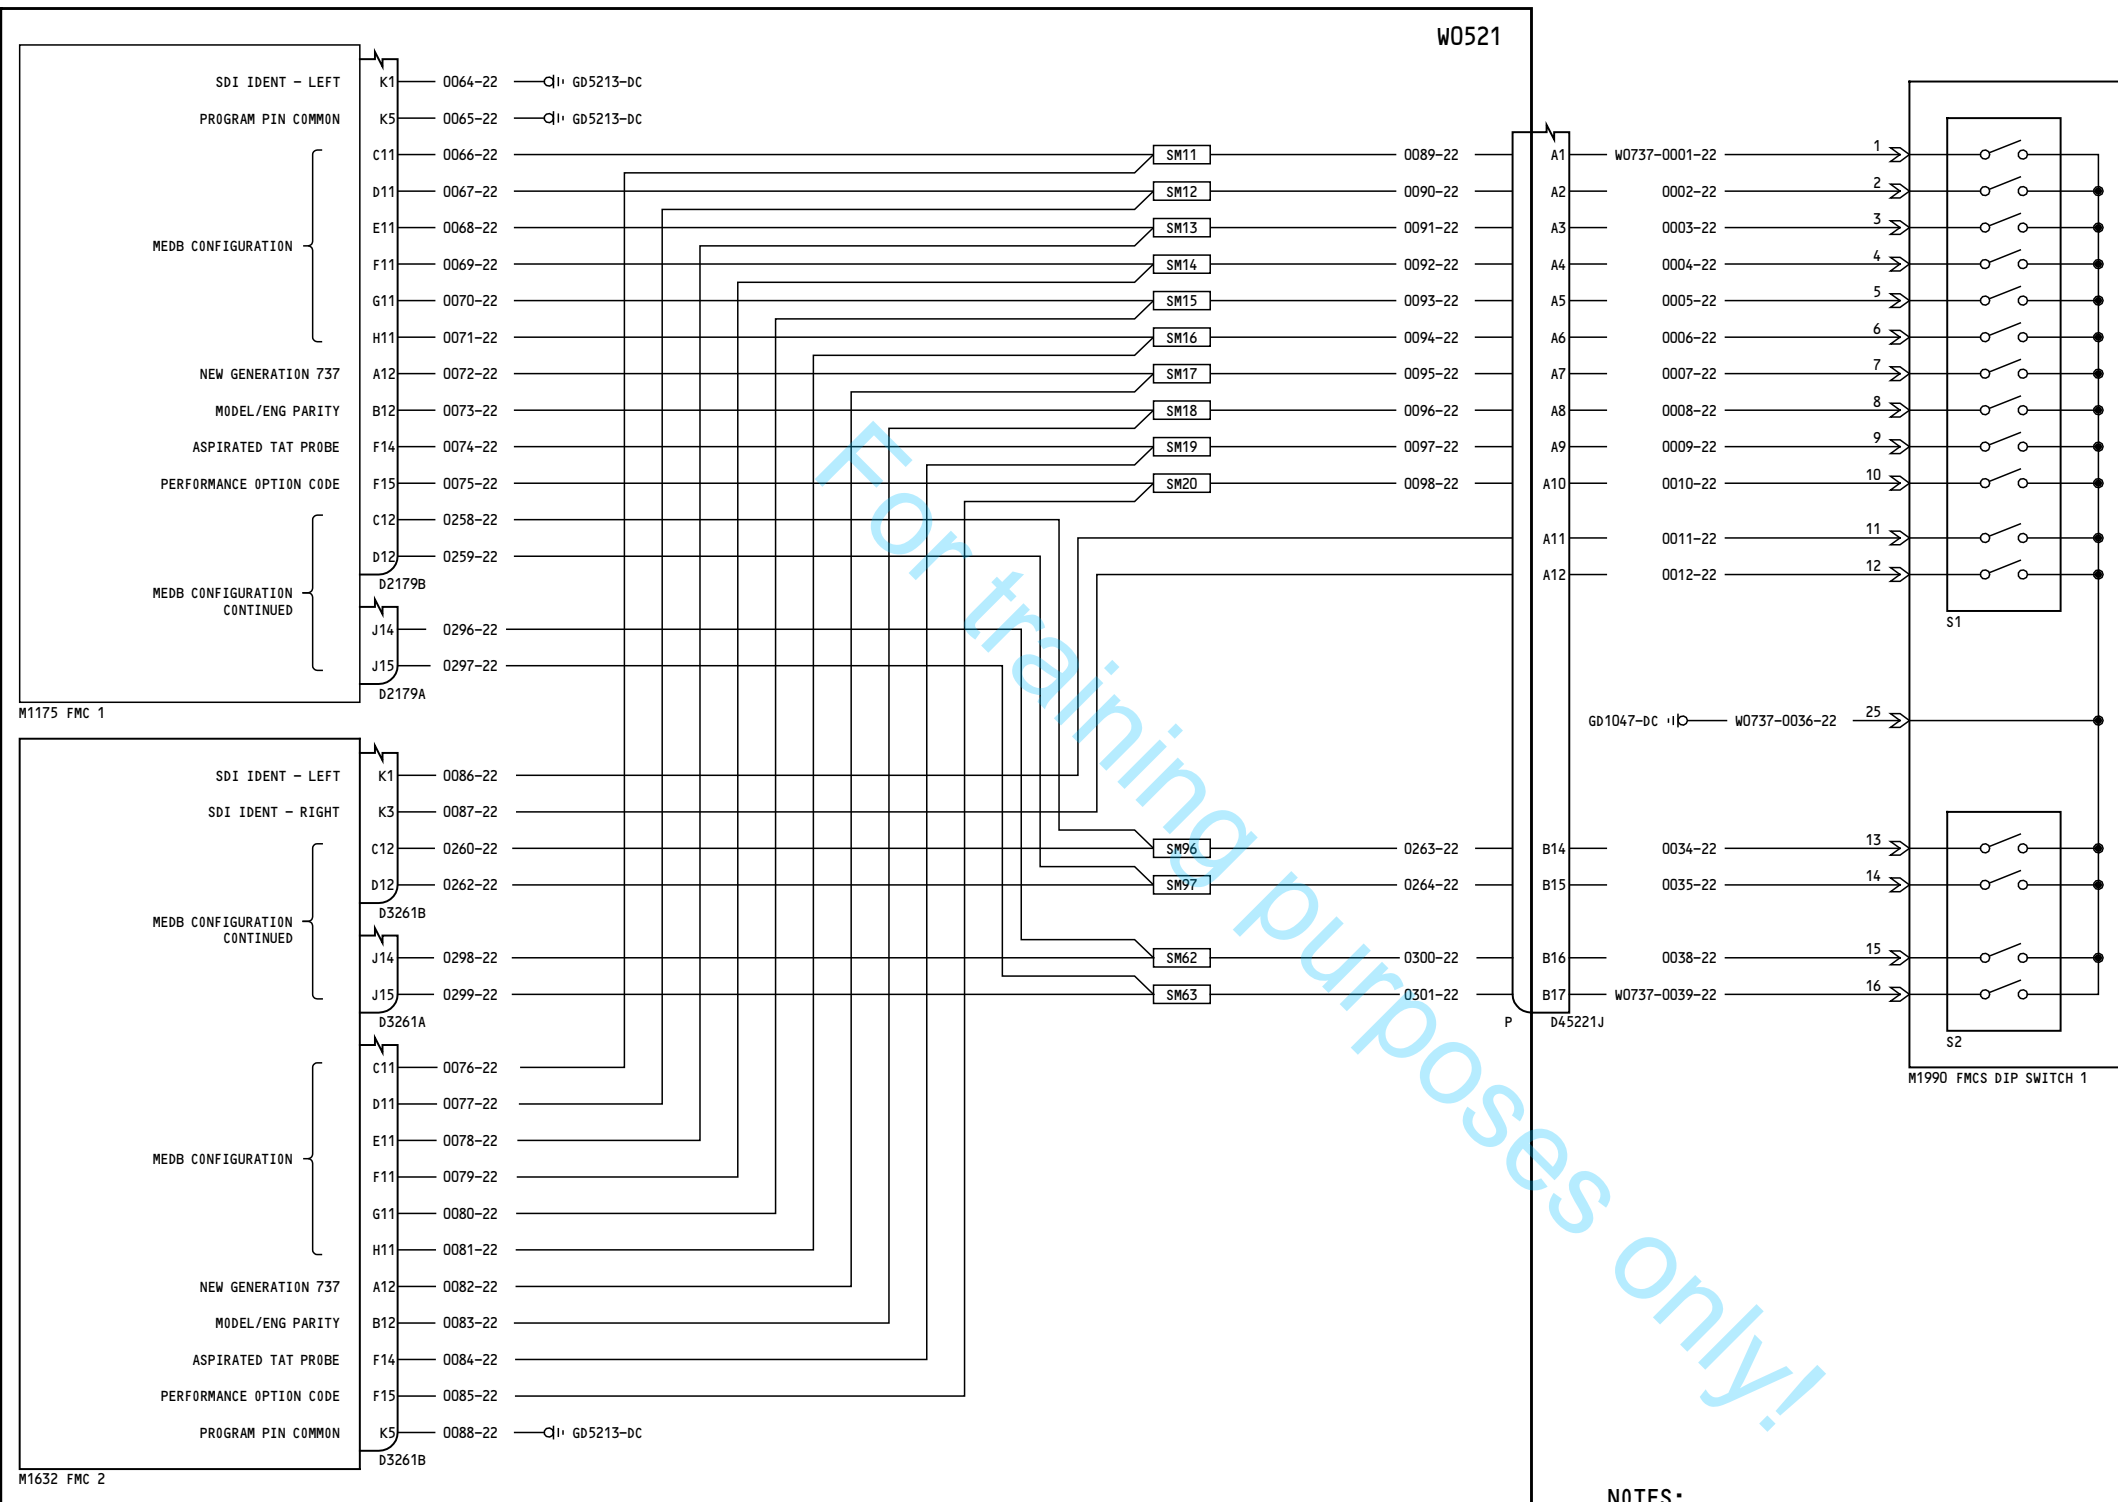 W0521
SDI IDENT - LEFT K1 0064-22 GD5213-DC
PROGRAM PIN COMMON K5 0065-22 GD5213-DC
C11 0066-22 SM11 0089-22 A1 W0737-0001-22 1
D11 0067-22 SM12 0090-22 A2 0002-22 2
E11 0068-22 SM13 0091-22 A3 0003-22 3
MEDB CONFIGURATION
F11 0069-22 SM14 0092-22 A4 0004-22 4
G11 0070-22 SM15 0093-22 A5 0005-22 5
H11 0071-22 SM16 0094-22 A6 0006-22 6
NEW GENERATION 737 A12 0072-22 SM17 0095-22 A7 0007-22 7
MODEL/ENG PARITY B12 0073-22 SM18 0096-22 A8 0008-22 8
ASPIRATED TAT PROBE F14 0074-22 SM19 0097-22 A9 0009-22 9
PERFORMANCE OPTION CODE F15 0075-22 SM20 0098-22 A10 0010-22 10
C12 0258-22
A11 0011-22 11
D12 0259-22
A12 0012-22 12
D2179B
MEDB CONFIGURATION
CONTINUED
S1
J14 0296-22
J15 0297-22
D2179A
M1175 FMC 1
GD1047-DC W0737-0036-22 25
SDI IDENT - LEFT K1 0086-22
SDI IDENT - RIGHT K3 0087-22
C12 0260-22 SM96 0263-22 B14 0034-22 13
D12 0262-22 SM97 0264-22 B15 0035-22 14
D3261B
MEDB CONFIGURATION
CONTINUED
J14 0298-22 SM62 0300-22 B16 0038-22 15
J15 0299-22 SM63 0301-22 B17 W0737-0039-22 16
D3261A
P D45221J
S2
C11 0076-22
M1990 FMCS DIP SWITCH 1
D11 0077-22
E11 0078-22
MEDB CONFIGURATION
F11 0079-22
G11 0080-22
H11 0081-22
NEW GENERATION 737 A12 0082-22
MODEL/ENG PARITY B12 0083-22
ASPIRATED TAT PROBE F14 0084-22
PERFORMANCE OPTION CODE F15 0085-22
PROGRAM PIN COMMON K5 0088-22 GD5213-DC
D3261B
M1632 FMC 2
For training purposes only!
NOTES: